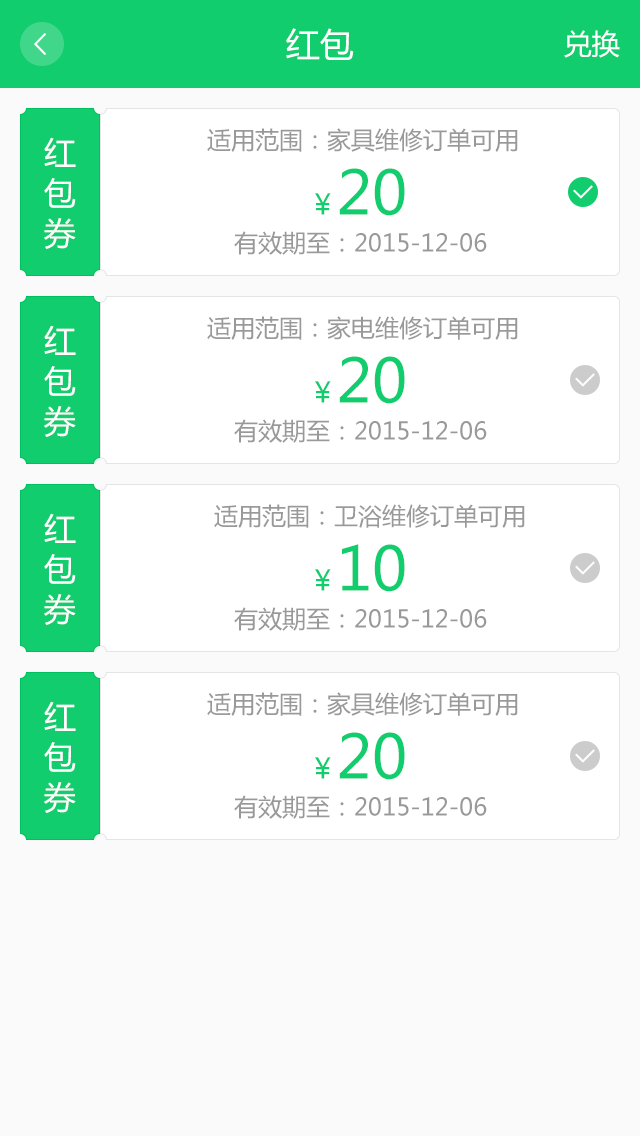 红包
兑换
红包券
适用范围：家具维修订单可用
¥20
有效期至：2015-12-06
红包券
适用范围：家电维修订单可用
¥20
有效期至：2015-12-06
红包券
适用范围：卫浴维修订单可用
¥10
有效期至：2015-12-06
红包券
适用范围：家具维修订单可用
¥20
有效期至：2015-12-06